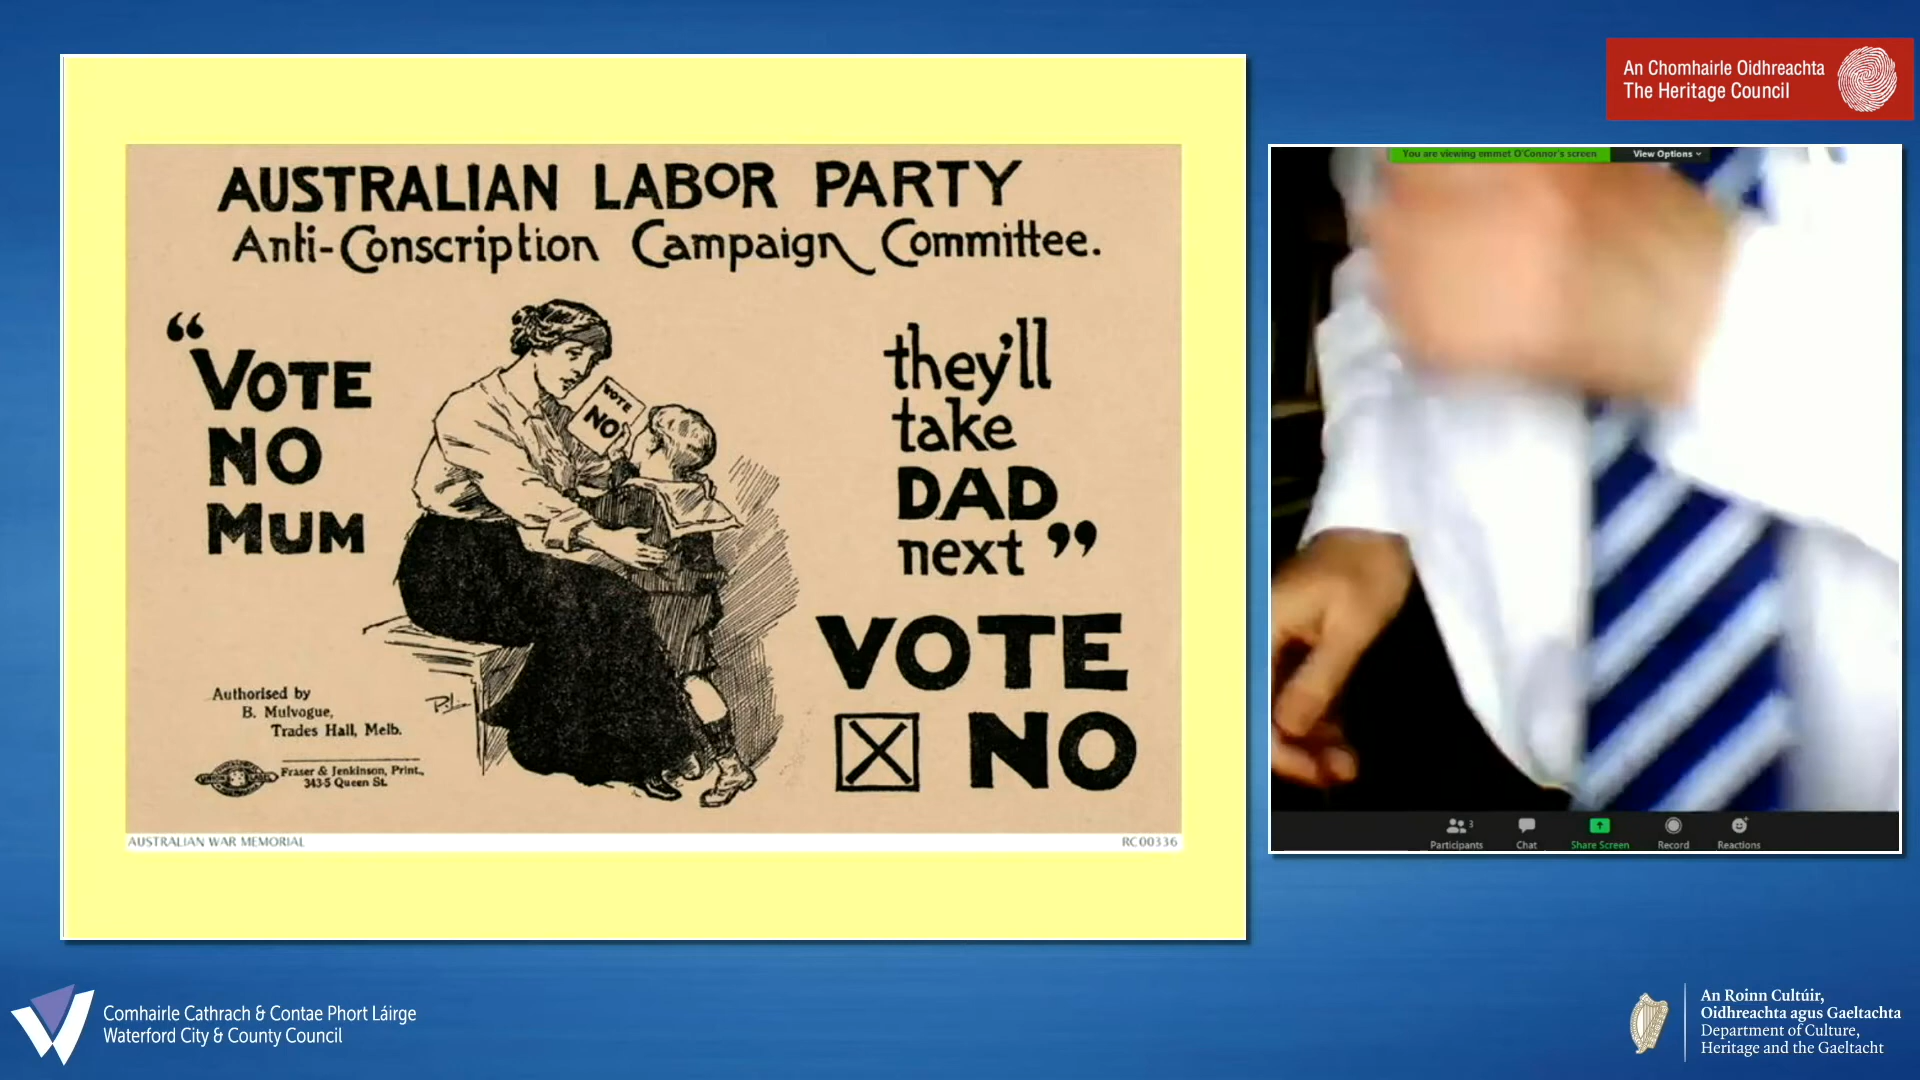 An Chomhairle Oidhreachta
The Heritage Council
AUSTRALIAN LABOR PARTY
Anti-Conscription Campaign Committee.
“VOTE
NO
MUM
VOTE
NO
they'll
take
DAD
next”
VOTE
NO
Authorised by
B. Mulvogue,
Trades Hall, Melb.
Fraser & Jenkinson, Print.,
343-5 Queen St.
AUSTRALIAN WAR MEMORIAL
RC00336
You are viewing emmet O'Connor's screen
View Options
3
Participants
Chat
Share Screen
Record
Reactions
Comhairle Cathrach & Contae Phort Láirge
Waterford City & County Council
An Roinn Cultúir,
Oidhreachta agus Gaeltachta
Department of Culture,
Heritage and the Gaeltacht